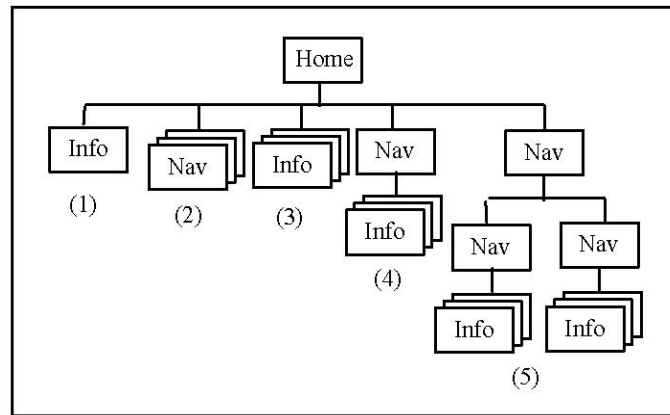 Home
Info Nav Info Nav Nav
(1) (2) (3) Info Nav Nav
(4)
Info Info
(5)